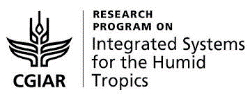 CGIAR
RESEARCH
PROGRAM ON
Integrated Systems
for the Humid
Tropics